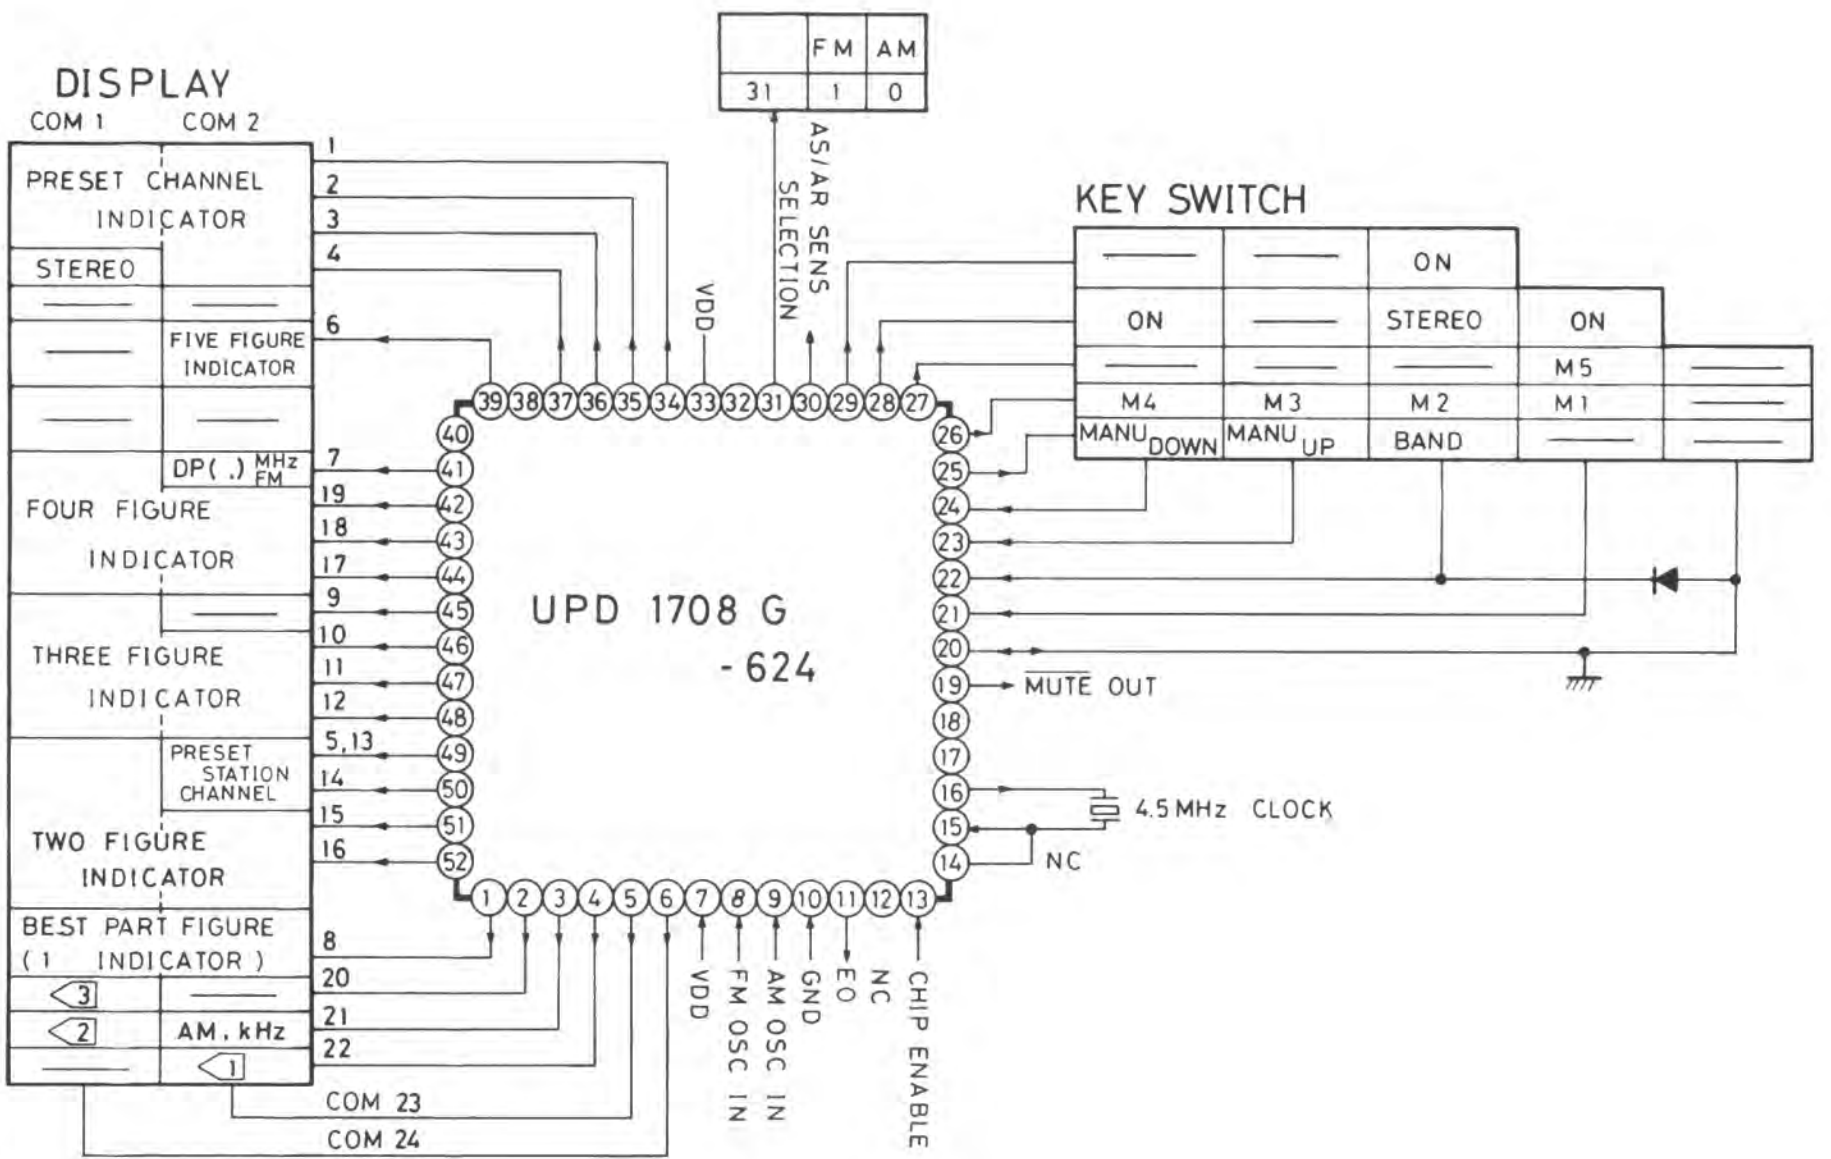 FM AM
31 1 0
DISPLAY
COM 1 COM 2
PRESET CHANNEL
INDICATOR
STEREO
FIVE FIGURE
INDICATOR
DP(.) MHz
FM
FOUR FIGURE
INDICATOR
THREE FIGURE
INDICATOR
PRESET
STATION
CHANNEL
TWO FIGURE
INDICATOR
BEST PART FIGURE
(1 INDICATOR)
3
2 AM. kHz
1
1
2
3
4
6
7
19
18
17
9
10
11
12
5,13
14
15
16
8
20
21
22
COM 23
COM 24
AS/AR SENS
SELECTION
VDD
39 38 37 36 35 34 33 32 31 30 29 28 27
40
41
42
43
44
45
46
47
48
49
50
51
52
UPD 1708 G
-624
26
25
24
23
22
21
20
19
18
17
16
15
14
1 2 3 4 5 6 7 8 9 10 11 12 13
VDD
FM OSC IN
AM OSC IN
GND
EO
NC
CHIP ENABLE
KEY SWITCH
ON
ON STEREO ON
M5
M4 M3 M2 M1
MANU DOWN MANU UP BAND
MUTE OUT
4.5MHz CLOCK
NC